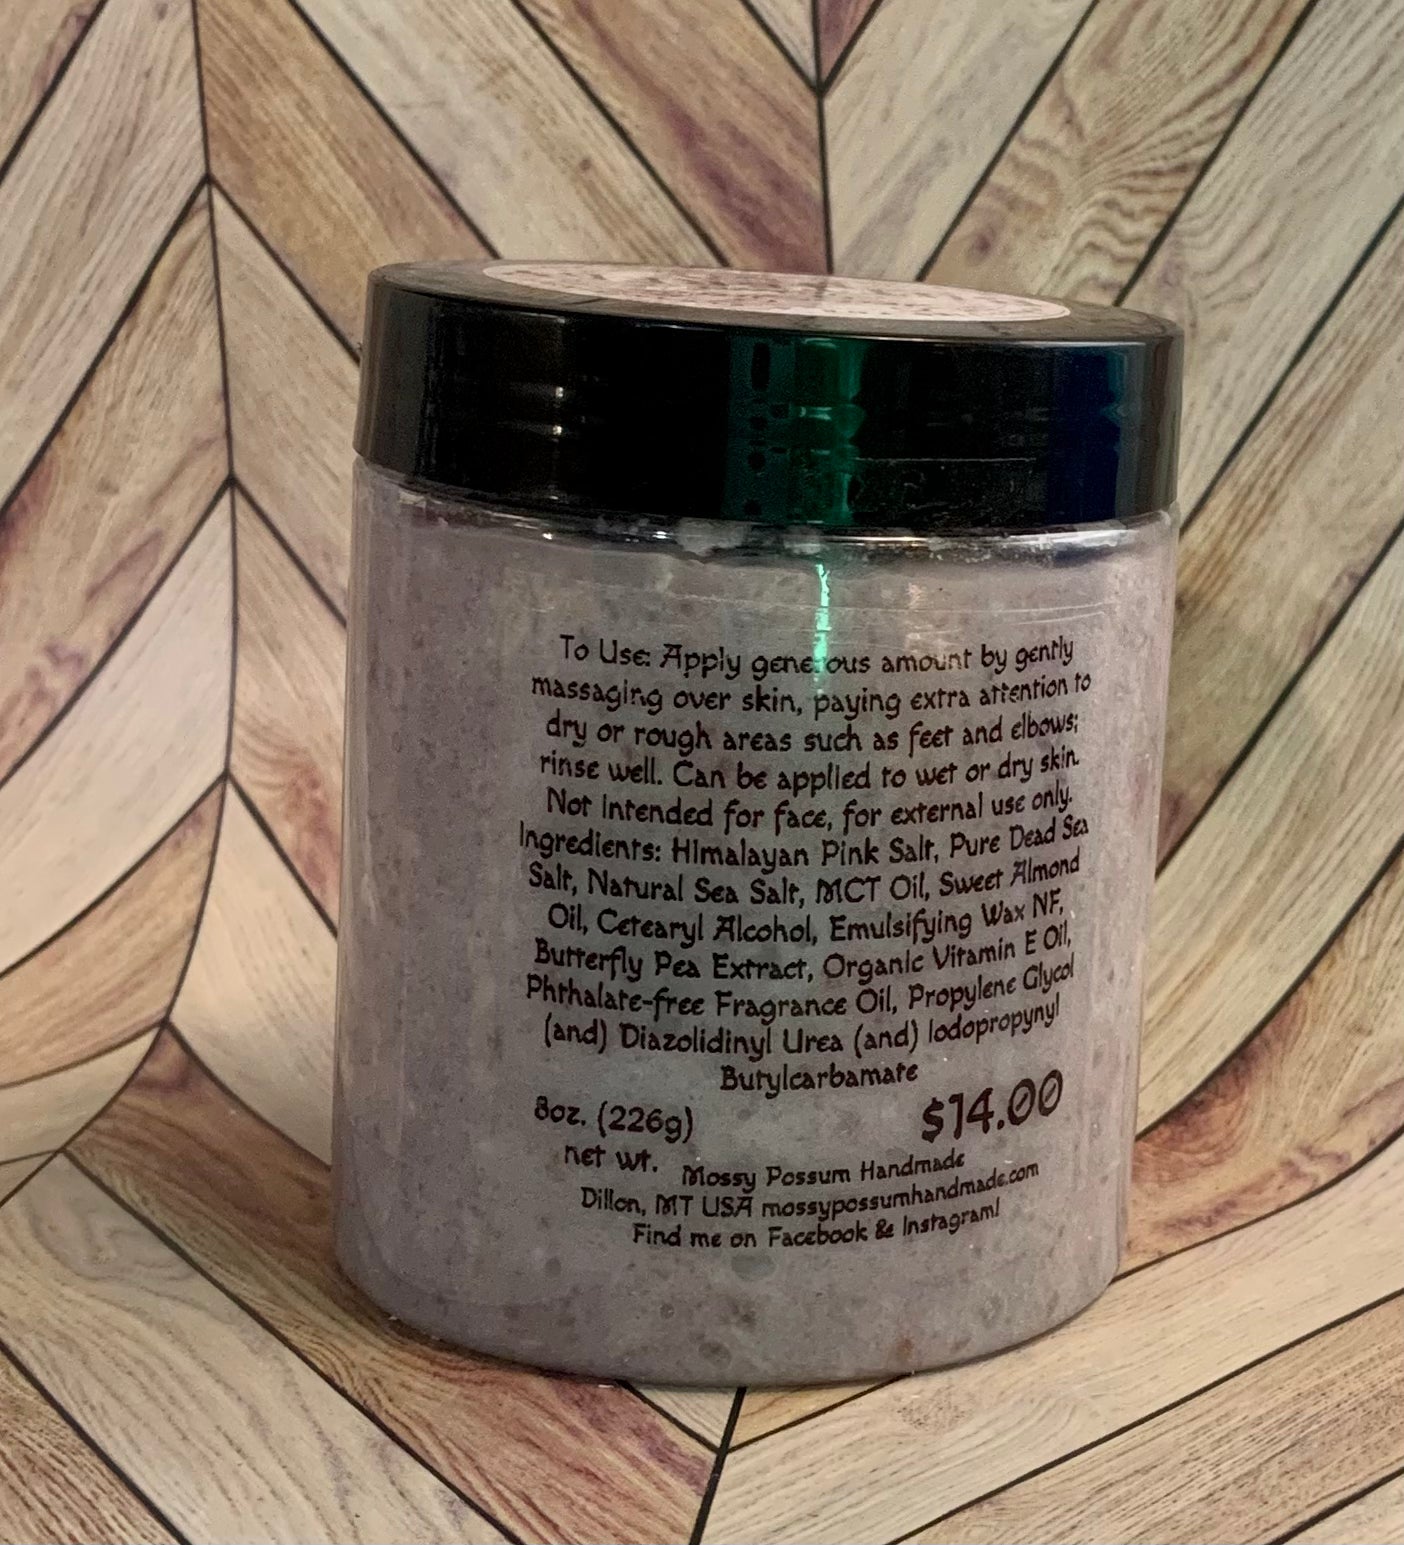 To Use: Apply generous amount by gently
massaging over skin, paying extra attention to
dry or rough areas such as feet and elbows;
rinse well. Can be applied to wet or dry skin.
Not intended for face, for external use only.
Ingredients: Himalayan Pink Salt, Pure Dead Sea
Salt, Natural Sea Salt, MCT Oil, Sweet Almond
Oil, Cetearyl Alcohol, Emulsifying Wax NF,
Butterfly Pea Extract, Organic Vitamin E Oil,
Phthalate-free Fragrance Oil, Propylene Glycol
(and) Diazolidinyl Urea (and) Iodopropynyl
Butylcarbamate
8oz. (226g)
net wt.
$14.00
Mossy Possum Handmade
Dillon, MT USA mossypossumhandmade.com
Find me on Facebook & Instagram!